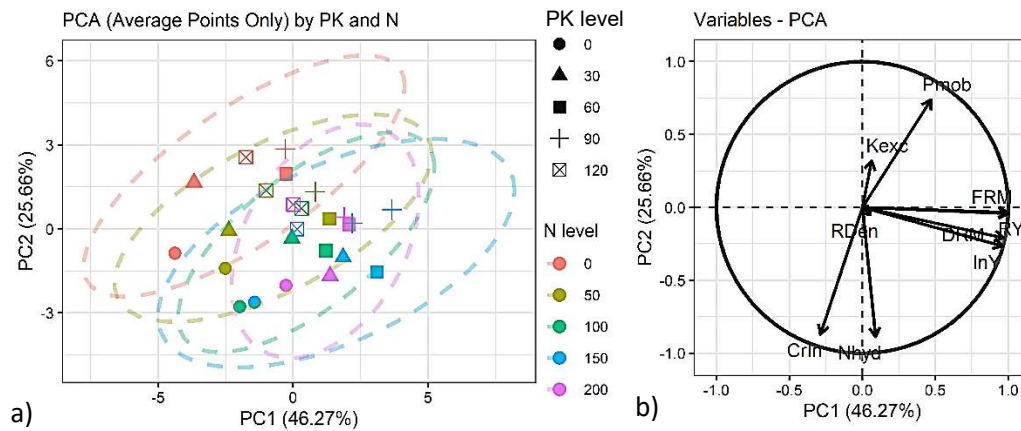 PCA (Average Points Only) by PK and N
PC2 (25.66%)
6
3
0
-3
-5
0
5
PC1 (46.27%)
a)
PK level
0
30
60
90
120
N level
0
50
100
150
200
Variables - PCA
PC2 (25.66%)
1.0
0.5
0.0
-0.5
-1.0
Pmob
Kexc
FRM
RDen
DRM
RY
InY
CrIn
Nhyd
-1.0
-0.5
0.0
0.5
1.0
PC1 (46.27%)
b)